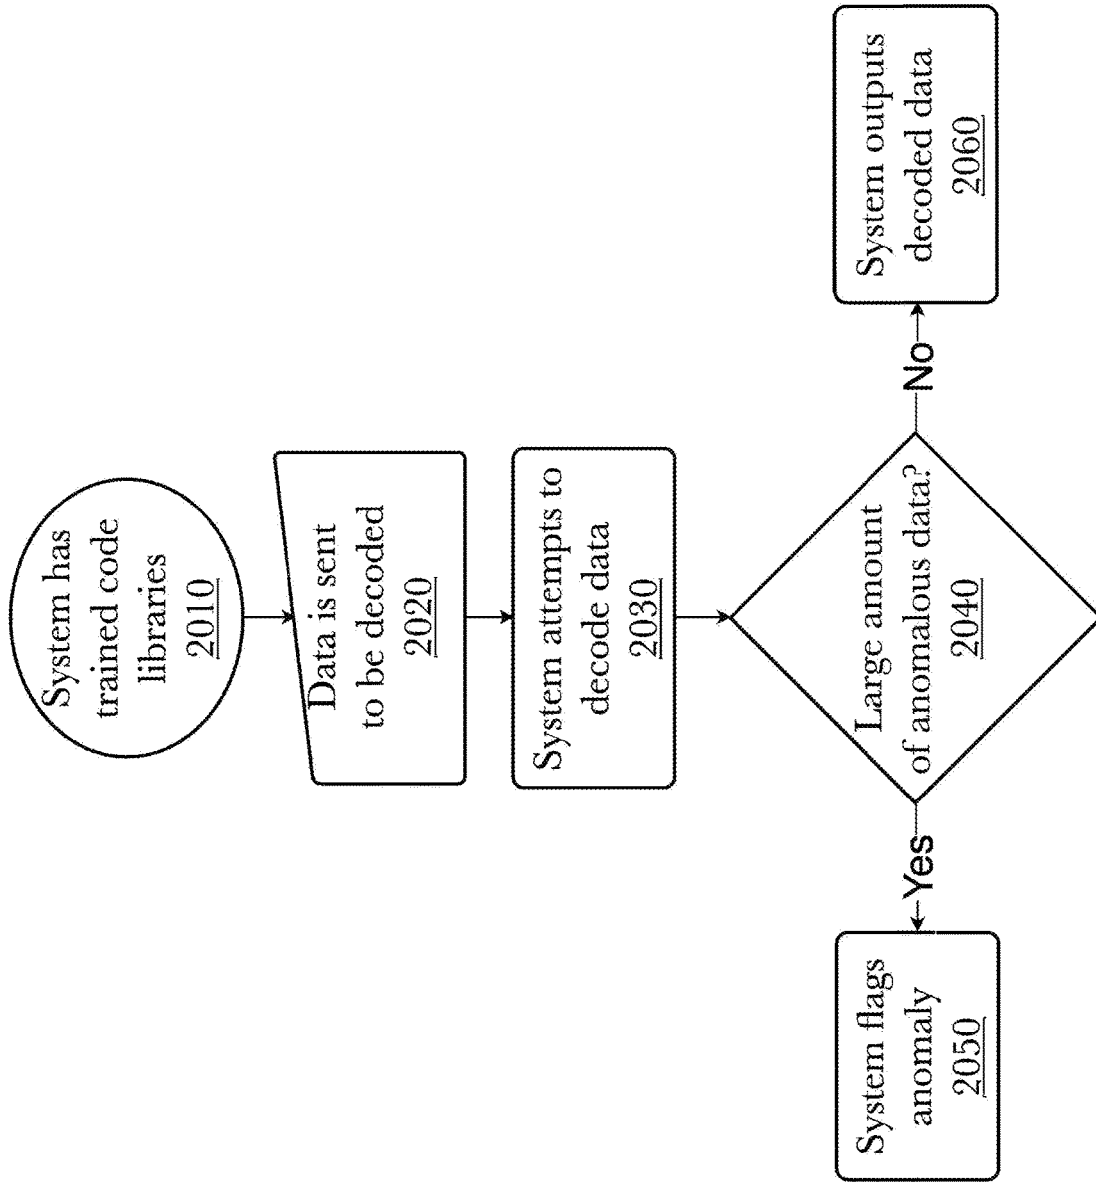 System has
trained code
libraries
2010
Data is sent
to be decoded
2020
System attempts to
decode data
2030
Large amount
of anomalous data?
2040
Yes
No
System flags
anomaly
2050
System outputs
decoded data
2060